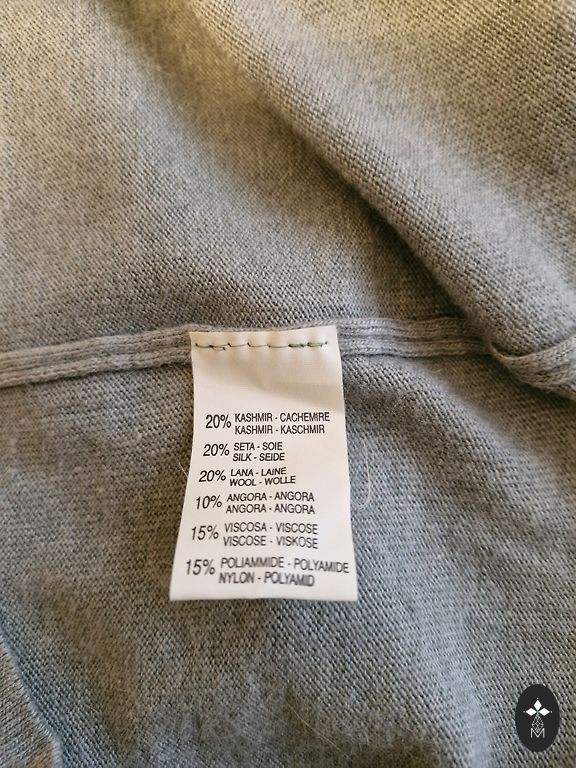 20% KASHMIR - CACHEMIRE
KASHMIR - KASCHMIR
20% SETA - SOIE
SILK - SEIDE
20% LANA - LAINE
WOOL - WOLLE
10% ANGORA - ANGORA
ANGORA - ANGORA
15% VISCOSA - VISCOSE
VISCOSE - VISKOSE
15% POLIAMMIDE - POLYAMIDE
NYLON - POLYAMID
M